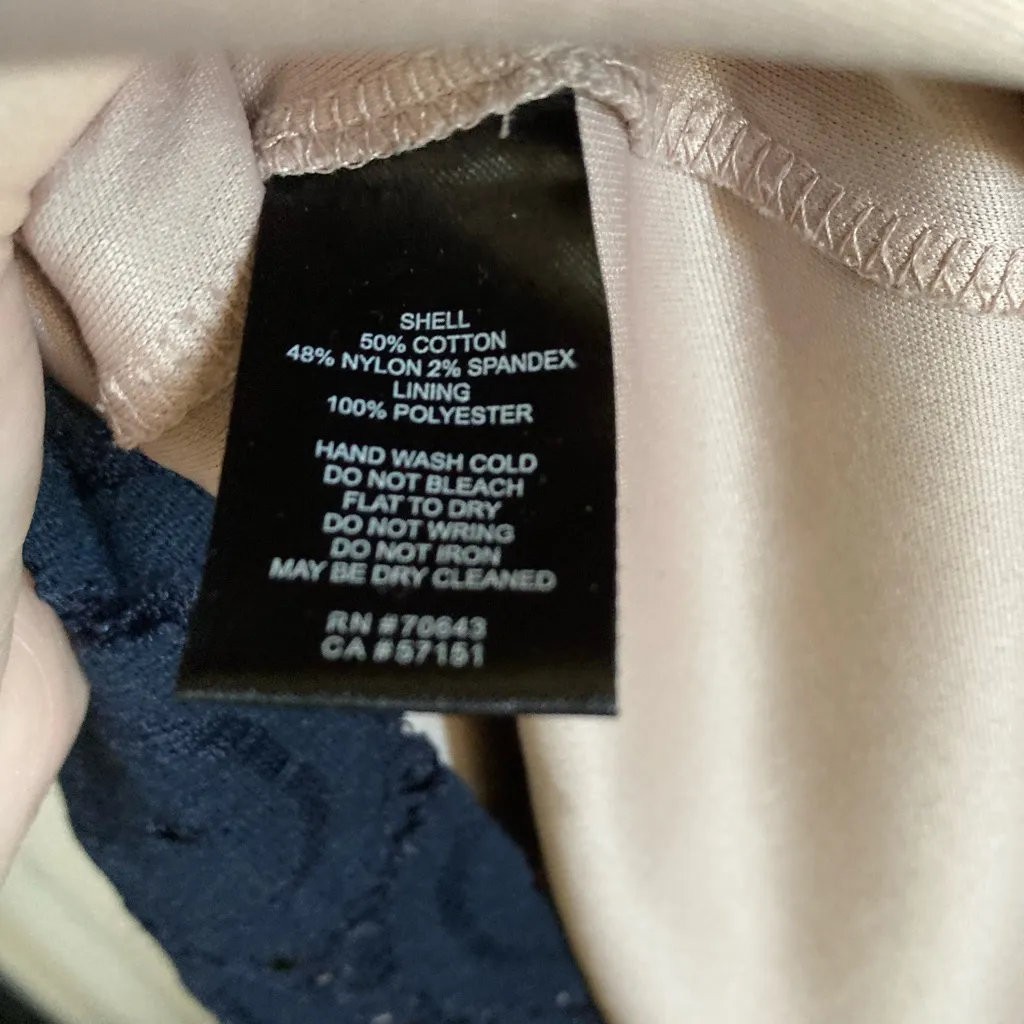 SHELL
50% COTTON
48% NYLON 2% SPANDEX
LINING
100% POLYESTER
HAND WASH COLD
DO NOT BLEACH
FLAT TO DRY
DO NOT WRING
DO NOT IRON
MAY BE DRY CLEANED
RN #70643
CA #57151